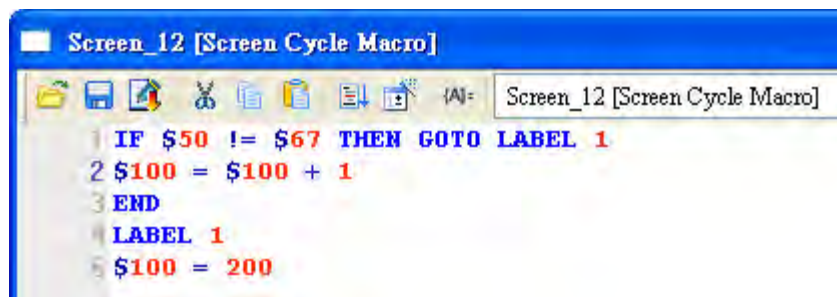 Screen_12 [Screen Cycle Macro]
{A}= Screen_12 [Screen Cycle Macro]
1 IF $50 != $67 THEN GOTO LABEL 1
2 $100 = $100 + 1
3 END
4 LABEL 1
5 $100 = 200